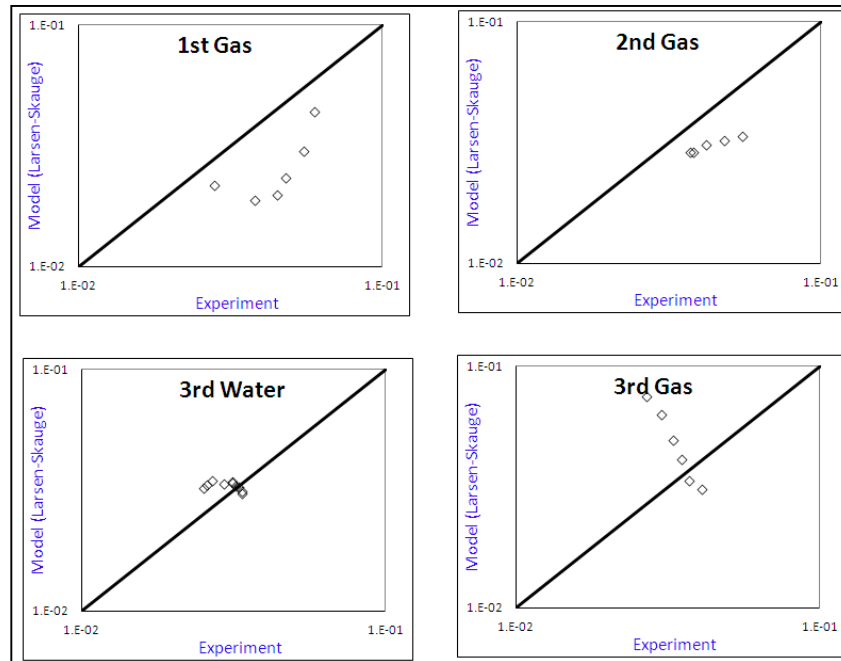 1st Gas
1.E-01
Model (Larsen-Skauge)
1.E-02
1.E-02
1.E-01
Experiment
2nd Gas
1.E-01
Model (Larsen-Skauge)
1.E-02
1.E-02
1.E-01
Experiment
3rd Water
1.E-01
Model (Larsen-Skauge)
1.E-02
1.E-02
1.E-01
Experiment
3rd Gas
1.E-01
Model (Larsen-Skauge)
1.E-02
1.E-02
1.E-01
Experiment